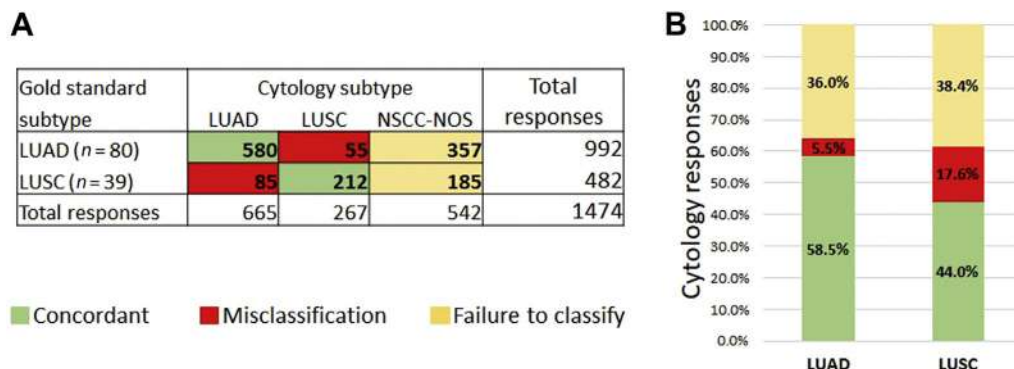 A
Gold standard subtype Cytology subtype Total responses
LUAD LUSC NSCC-NOS
LUAD (n = 80) 580 55 357 992
LUSC (n = 39) 85 212 185 482
Total responses 665 267 542 1474
Concordant Misclassification Failure to classify
B
Cytology responses
100.0%
90.0%
80.0%
70.0%
60.0%
50.0%
40.0%
30.0%
20.0%
10.0%
0.0%
36.0% 38.4%
5.5% 17.6%
58.5% 44.0%
LUAD LUSC